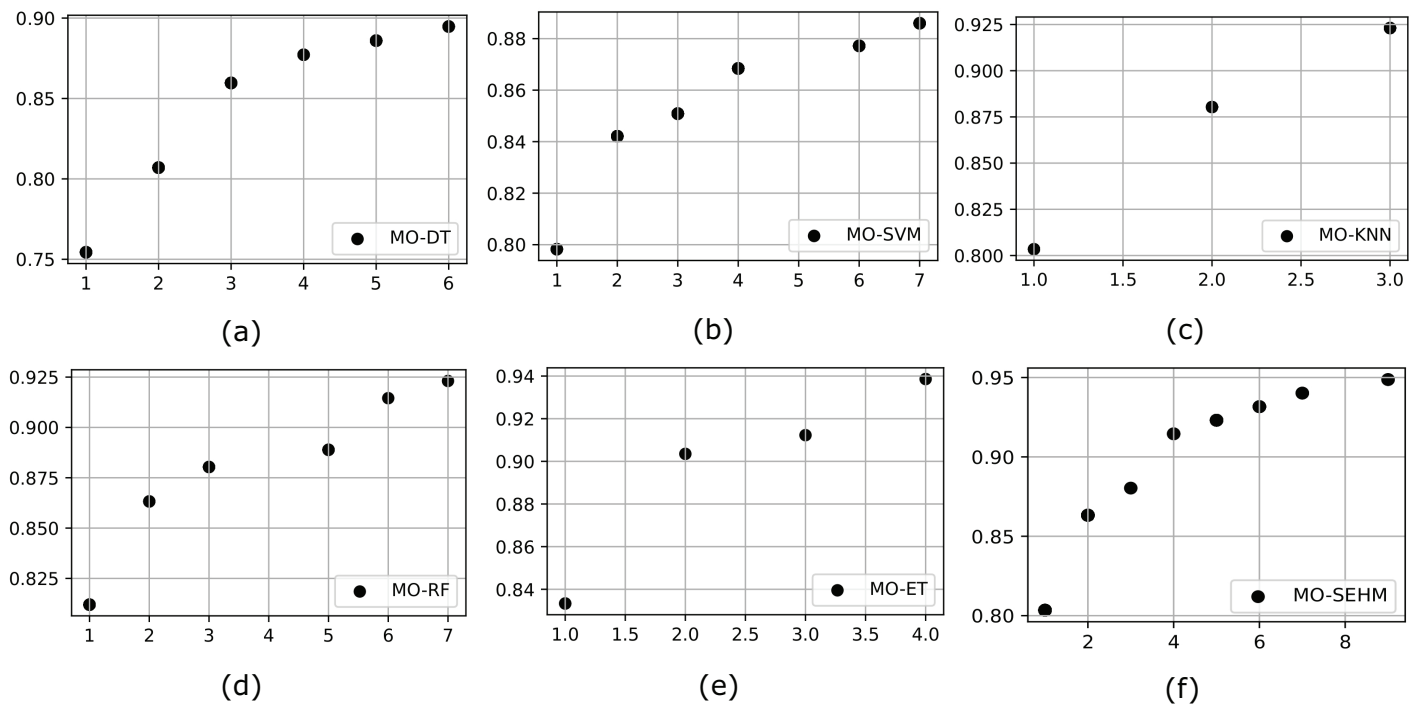 0.90
0.85
0.80
0.75
1 2 3 4 5 6
MO-DT
(a)
0.88
0.86
0.84
0.82
0.80
1 2 3 4 5 6 7
MO-SVM
(b)
0.925
0.900
0.875
0.850
0.825
0.800
1.0 1.5 2.0 2.5 3.0
MO-KNN
(c)
0.925
0.900
0.875
0.850
0.825
1 2 3 4 5 6 7
MO-RF
(d)
0.94
0.92
0.90
0.88
0.86
0.84
1.0 1.5 2.0 2.5 3.0 3.5 4.0
MO-ET
(e)
0.95
0.90
0.85
0.80
2 4 6 8
MO-SEHM
(f)